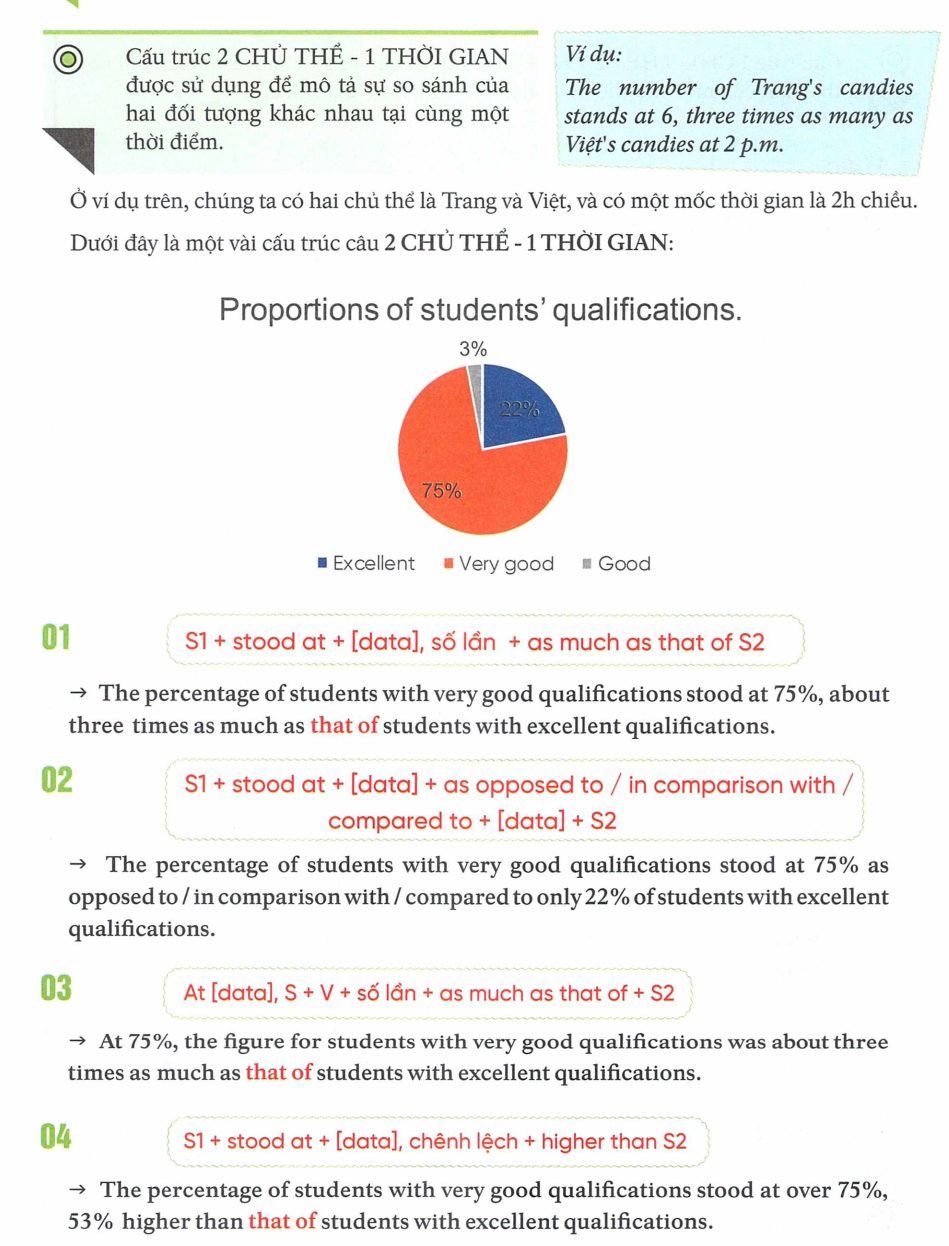 Cấu trúc 2 CHỦ THỂ - 1 THỜI GIAN
được sử dụng để mô tả sự so sánh của
hai đối tượng khác nhau tại cùng một
thời điểm.
Ví dụ:
The number of Trang's candies
stands at 6, three times as many as
Việt's candies at 2 p.m.
Ở ví dụ trên, chúng ta có hai chủ thể là Trang và Việt, và có một mốc thời gian là 2h chiều.
Dưới đây là một vài cấu trúc câu 2 CHỦ THỂ - 1 THỜI GIAN:
Proportions of students' qualifications.
3%
22%
75%
Excellent Very good Good
01
S1 + stood at + [data], số lần + as much as that of S2
→ The percentage of students with very good qualifications stood at 75%, about
three times as much as that of students with excellent qualifications.
02
S1 + stood at + [data] + as opposed to / in comparison with /
compared to + [data] + S2
→ The percentage of students with very good qualifications stood at 75% as
opposed to / in comparison with / compared to only 22% of students with excellent
qualifications.
03
At [data], S + V + số lần + as much as that of + S2
→ At 75%, the figure for students with very good qualifications was about three
times as much as that of students with excellent qualifications.
04
S1 + stood at + [data], chênh lệch + higher than S2
→ The percentage of students with very good qualifications stood at over 75%,
53% higher than that of students with excellent qualifications.